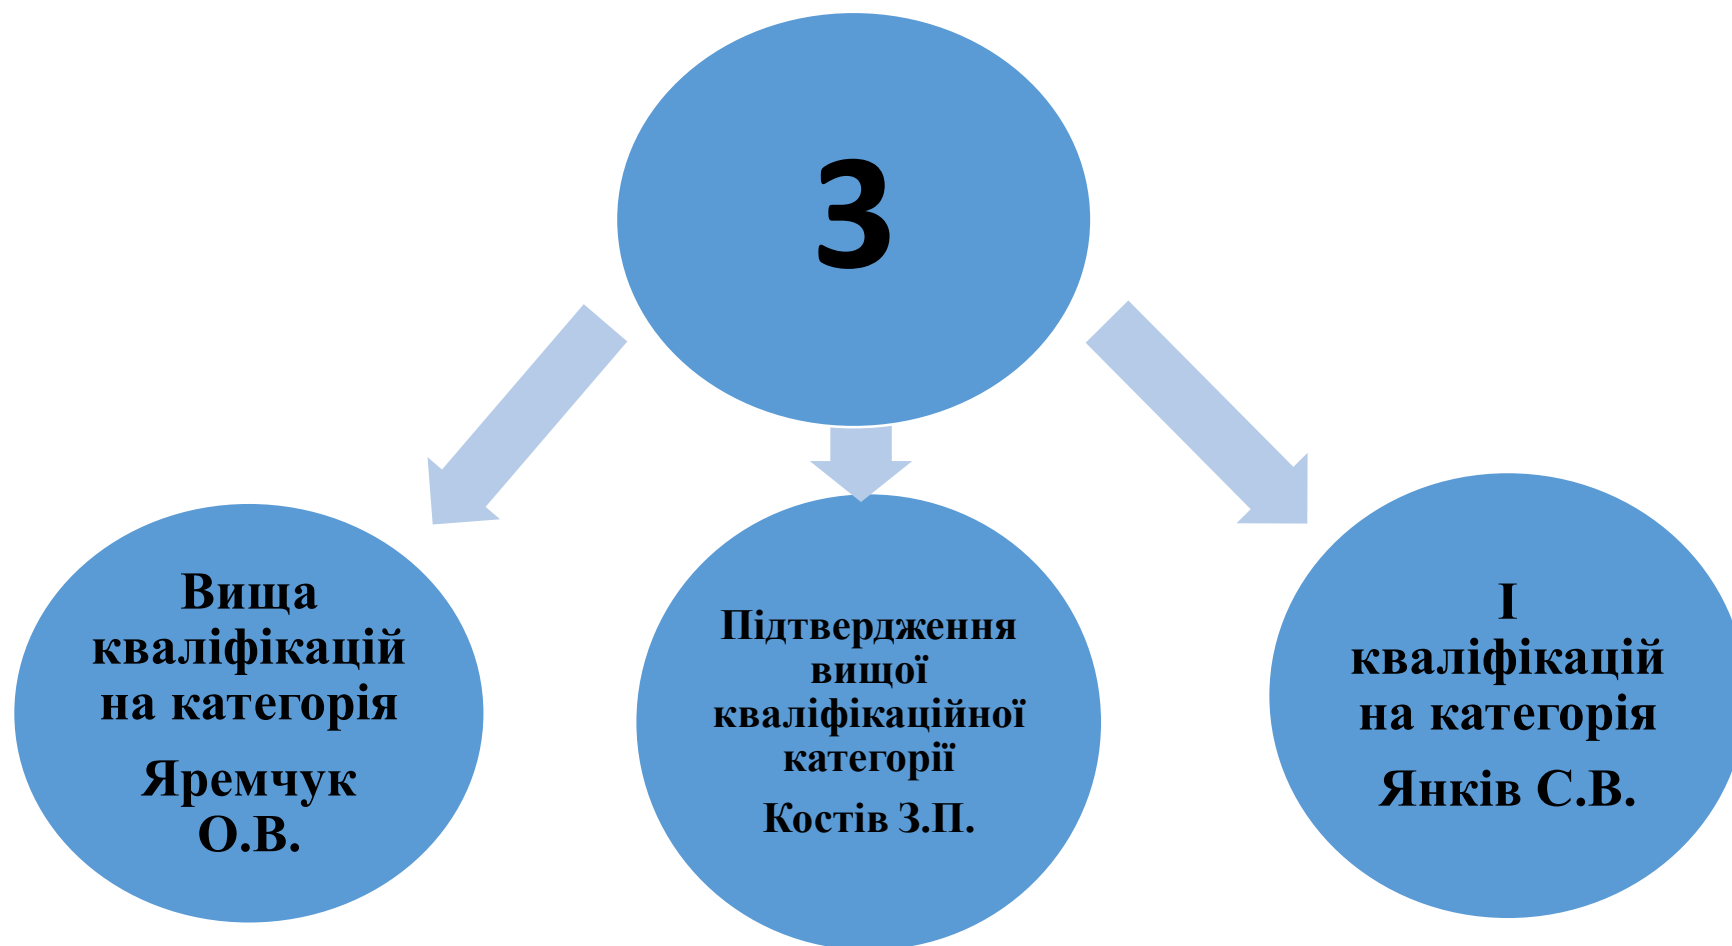 3
Вища
кваліфікацій
на категорія
Яремчук
О.В.
Підтвердження
вищої
кваліфікаційної
категорії
Костів З.П.
І
кваліфікацій
на категорія
Янків С.В.